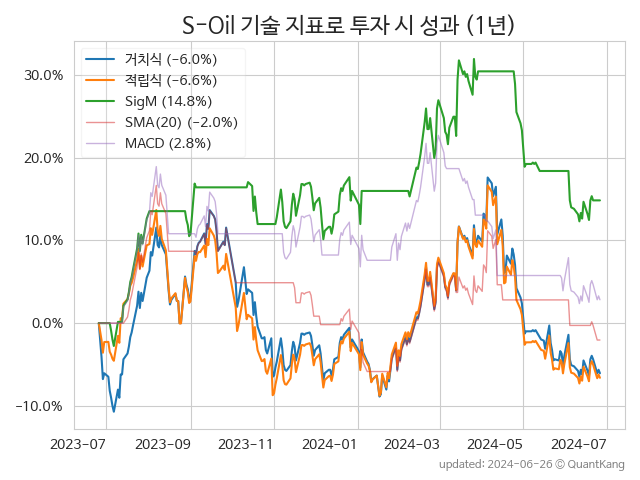 S-Oil 기술 지표로 투자 시 성과 (1년)
거치식 (-6.0%)
적립식 (-6.6%)
SigM (14.8%)
SMA(20) (-2.0%)
MACD (2.8%)
30.0%
20.0%
10.0%
0.0%
-10.0%
2023-07 2023-09 2023-11 2024-01 2024-03 2024-05 2024-07
updated: 2024-06-26 © QuantKang